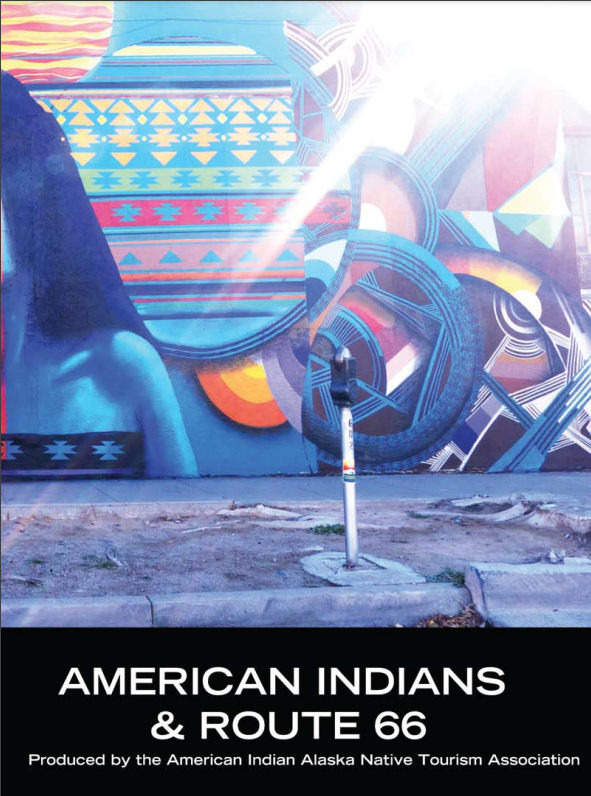 AMERICAN INDIANS
& ROUTE 66
Produced by the American Indian Alaska Native Tourism Association